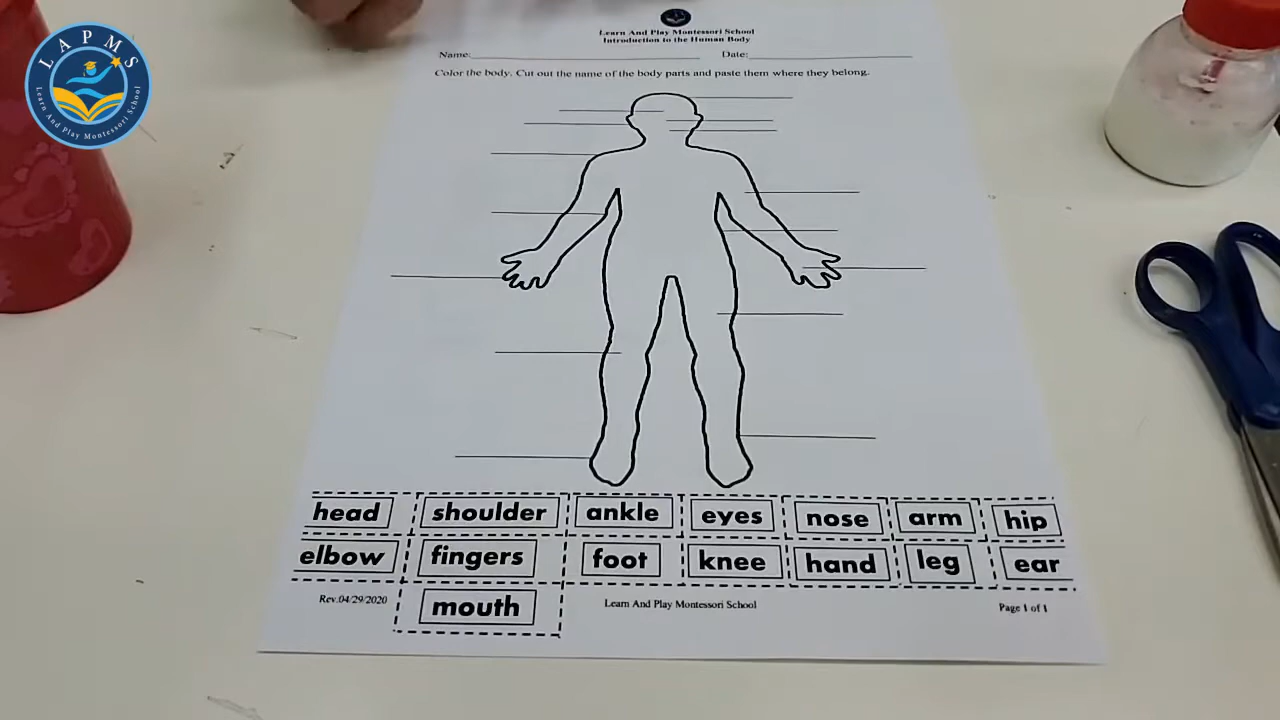 LAPMS
Learn And Play Montessori School
Learn And Play Montessori School
Introduction to the Human Body
Name: Date:
Color the body. Cut out the name of the body parts and paste them where they belong.
head shoulder ankle eyes nose arm hip
elbow fingers foot knee hand leg ear
mouth
Rev.04/29/2020 Learn And Play Montessori School Page 1 of 1